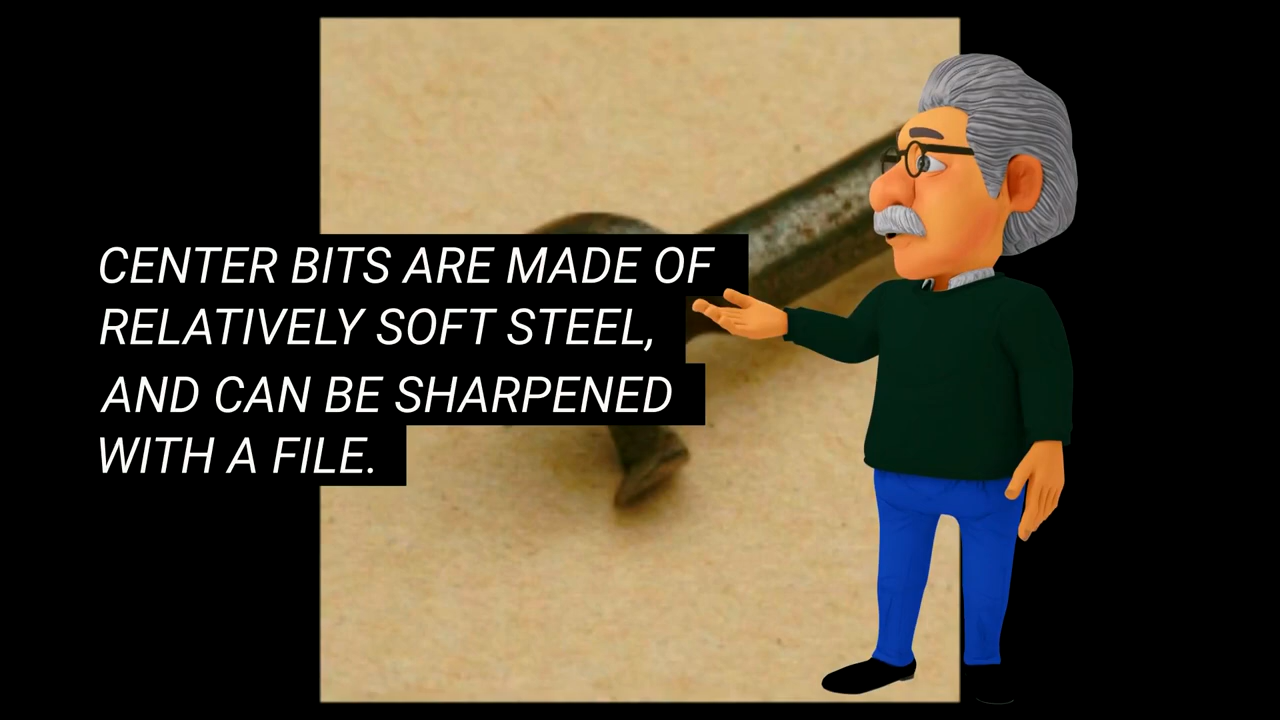 CENTER BITS ARE MADE OF
RELATIVELY SOFT STEEL,
AND CAN BE SHARPENED
WITH A FILE.